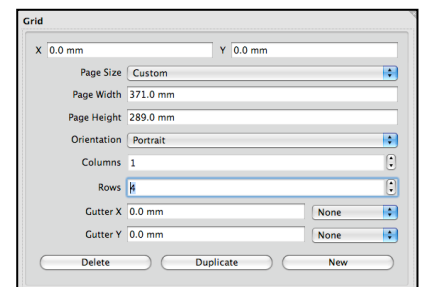 Grid
X 0.0 mm Y 0.0 mm
Page Size Custom
Page Width 371.0 mm
Page Height 289.0 mm
Orientation Portrait
Columns 1
Rows 4
Gutter X 0.0 mm None
Gutter Y 0.0 mm None
Delete Duplicate New